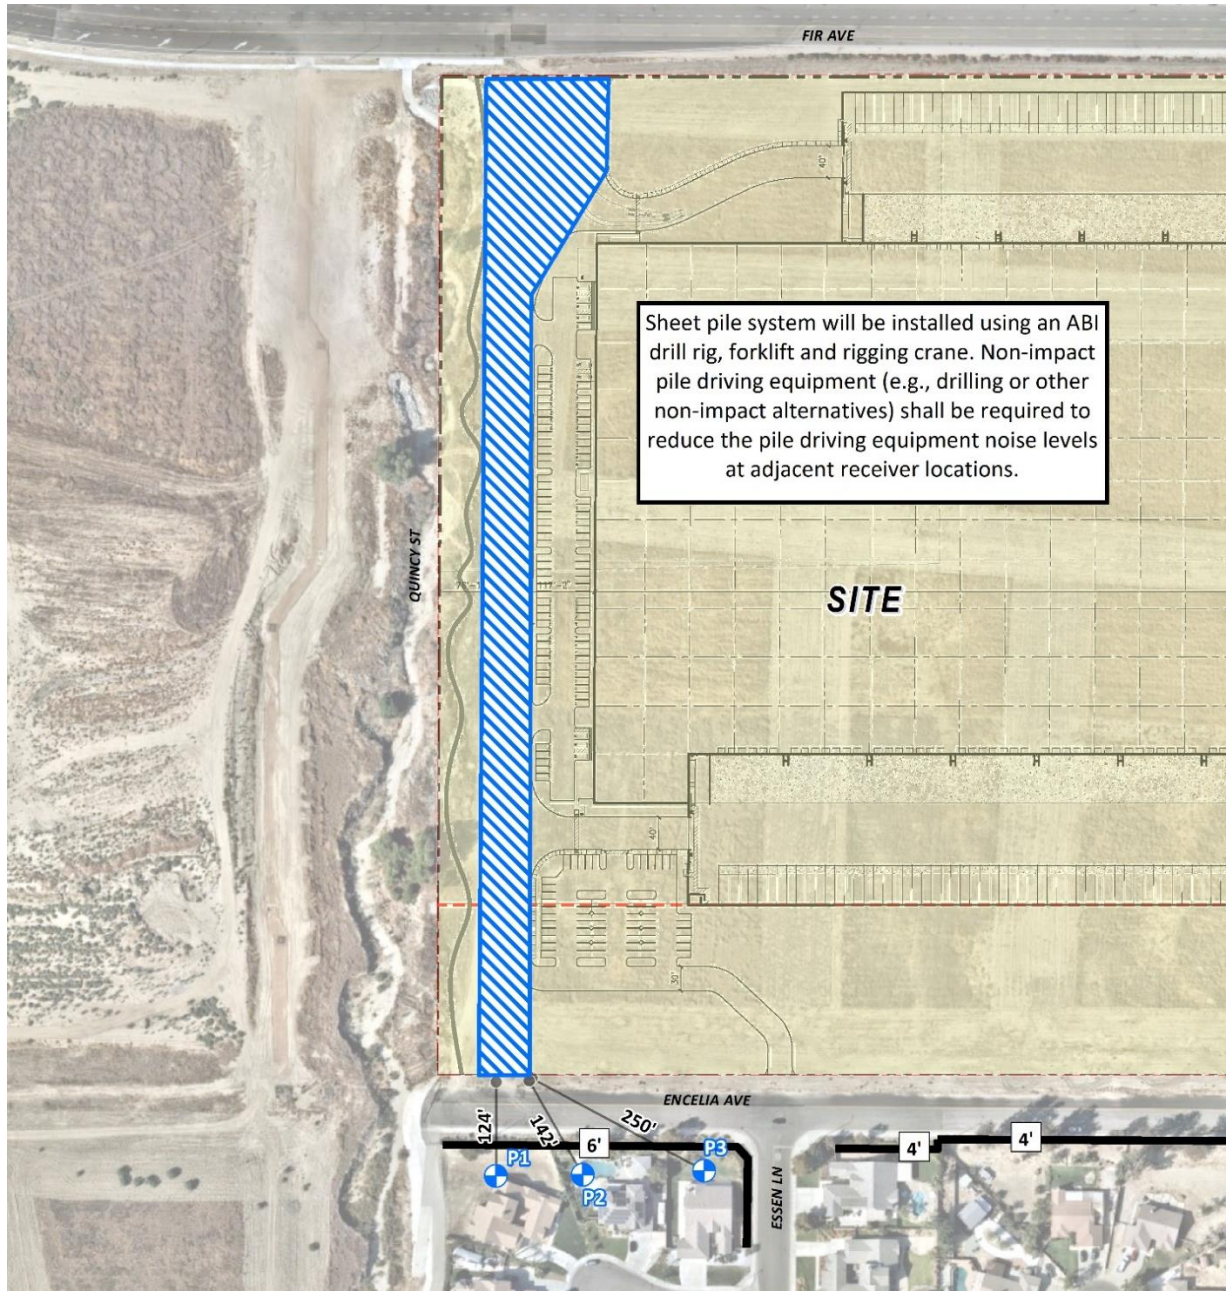 FIR AVE
40'
Sheet pile system will be installed using an ABI
drill rig, forklift and rigging crane. Non-impact
pile driving equipment (e.g., drilling or other
non-impact alternatives) shall be required to
reduce the pile driving equipment noise levels
at adjacent receiver locations.
QUINCY ST
SITE
40'
30'
ENCELIA AVE
124'
142'
250'
6'
4'
4'
P1
P2
P3
ESSEN LN